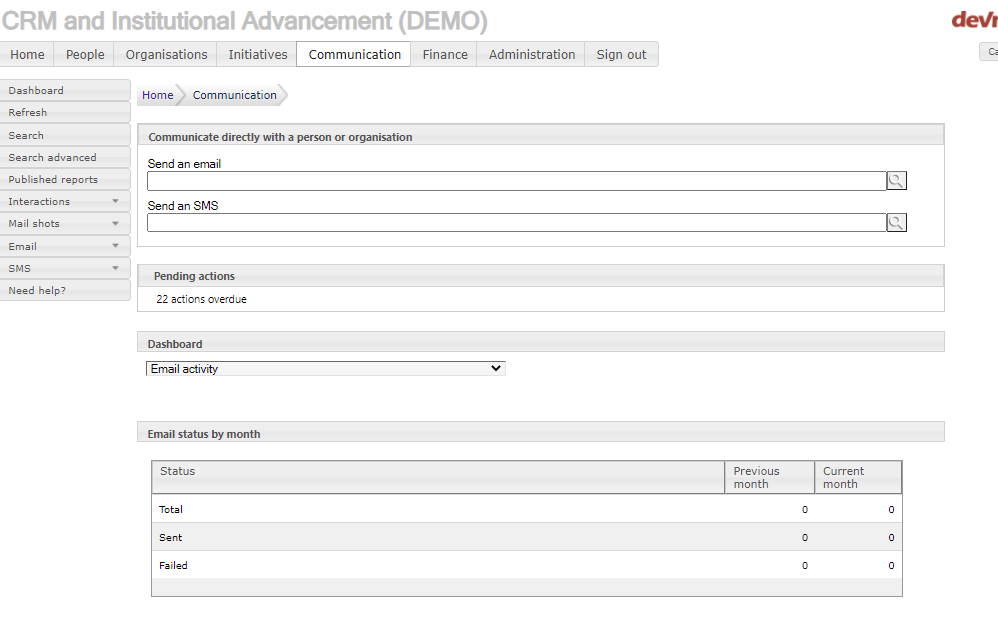 CRM and Institutional Advancement (DEMO)
Home People Organisations Initiatives Communication Finance Administration Sign out
Dashboard
Refresh
Search
Search advanced
Published reports
Interactions
Mail shots
Email
SMS
Need help?
Home Communication
Communicate directly with a person or organisation
Send an email
Send an SMS
Pending actions
22 actions overdue
Dashboard
Email activity
Email status by month
Status Previous month Current month
Total 0 0
Sent 0 0
Failed 0 0